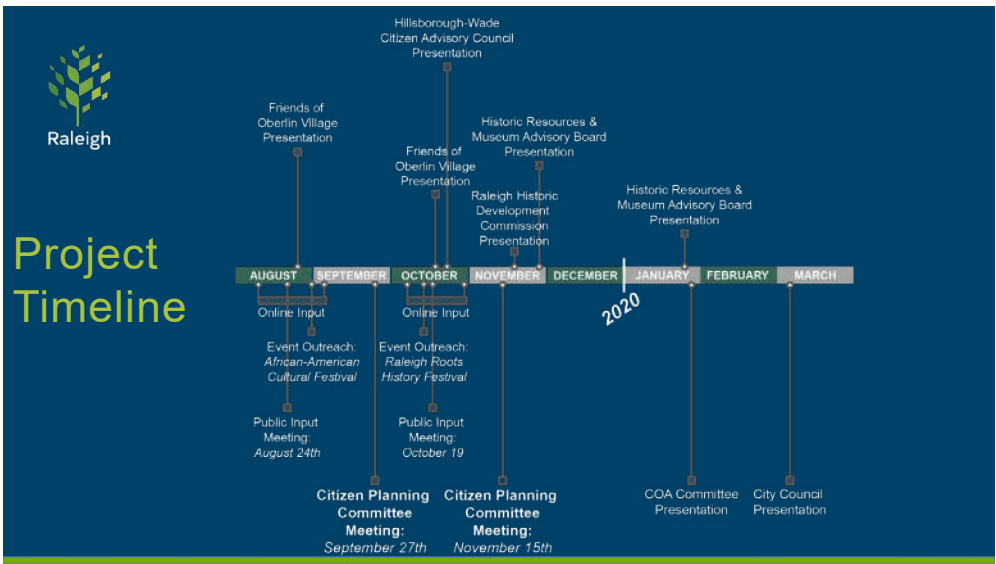 Hillsborough-Wade
Citizen Advisory Council
Presentation
Raleigh
Friends of
Oberlin Village
Presentation
Friends of
Oberlin Village
Presentation
Historic Resources &
Museum Advisory Board
Presentation
Raleigh Historic
Development
Commission
Presentation
Historic Resources &
Museum Advisory Board
Presentation
Project
Timeline
AUGUST SEPTEMBER OCTOBER NOVEMBER DECEMBER JANUARY FEBRUARY MARCH
2020
Online Input
Online Input
Event Outreach:
African-American
Cultural Festival
Event Outreach:
Raleigh Roots
History Festival
Public Input
Meeting:
August 24th
Public Input
Meeting:
October 19
Citizen Planning
Committee
Meeting:
September 27th
Citizen Planning
Committee
Meeting:
November 15th
COA Committee
Presentation
City Council
Presentation